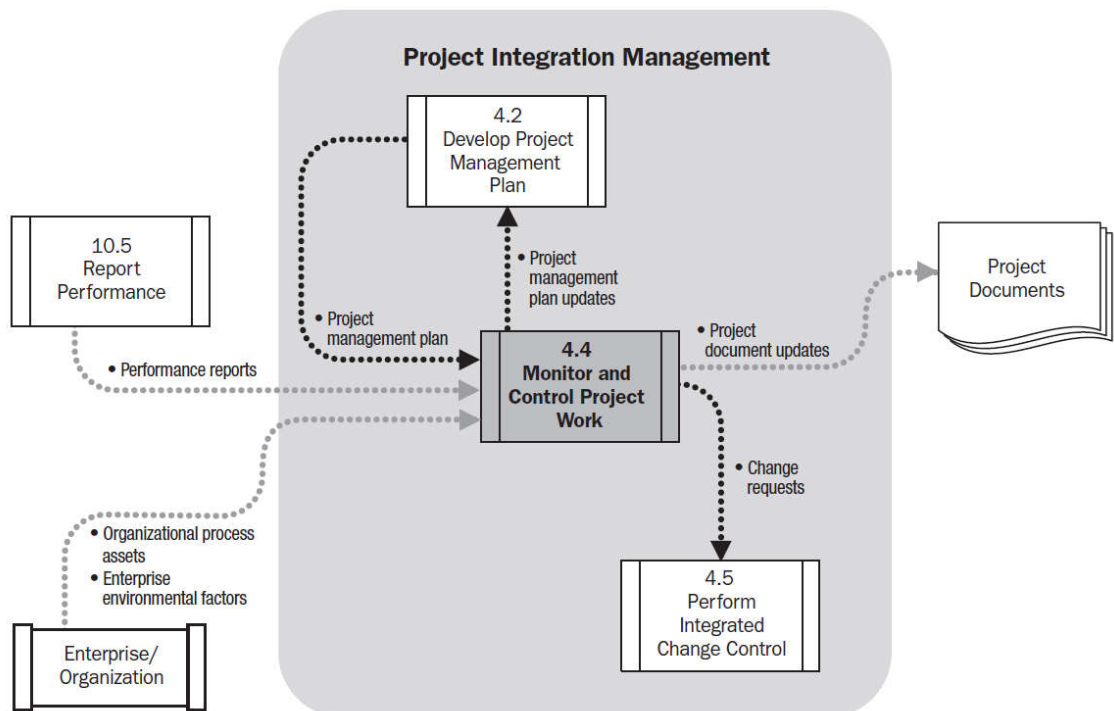 Project Integration Management
4.2
Develop Project
Management
Plan
10.5
Report
Performance
• Project
management
plan updates
Project
Documents
• Project
management plan
• Project
document updates
4.4
Monitor and
Control Project
Work
• Performance reports
• Change
requests
• Organizational process
assets
• Enterprise
environmental factors
4.5
Perform
Integrated
Change Control
Enterprise/
Organization